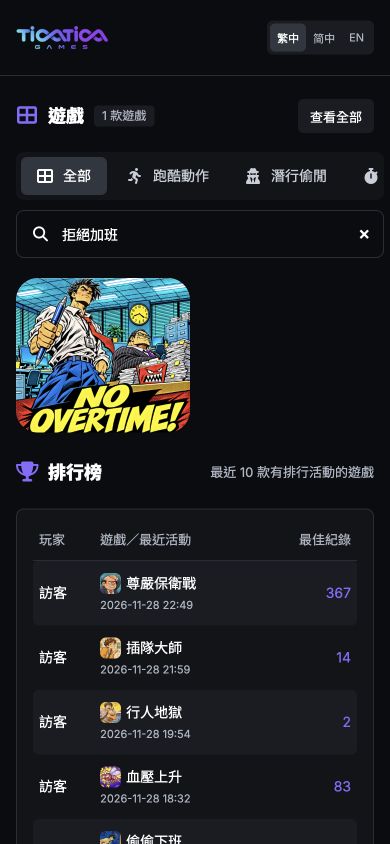 TICATICA
GAMES
繁中 简中 EN
遊戲 1 款遊戲 查看全部
全部 跑酷動作 潛行偷閒
拒絕加班
NO
OVERTIME!
排行榜 最近 10 款有排行活動的遊戲
玩家 遊戲／最近活動 最佳紀錄
訪客 尊嚴保衛戰 367
2026-11-28 22:49
訪客 插隊大師 14
2026-11-28 21:59
訪客 行人地獄 2
2026-11-28 19:54
訪客 血壓上升 83
2026-11-28 18:32
偷偷下班